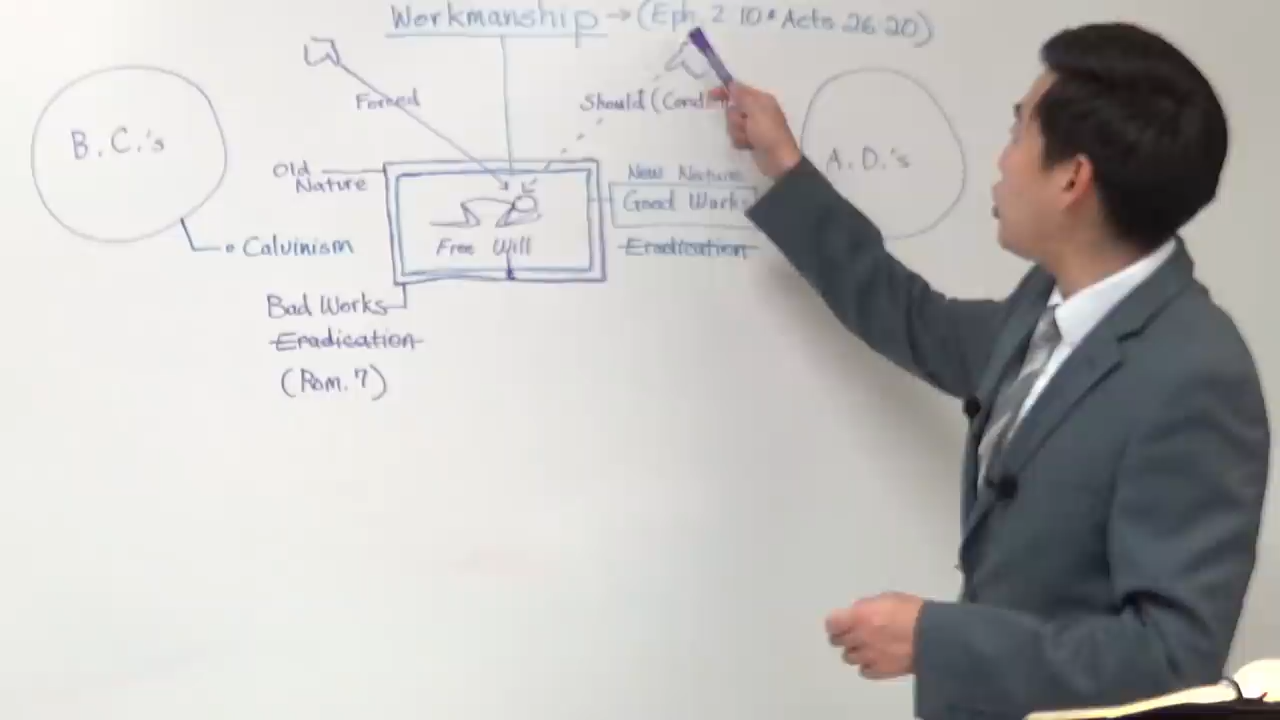 Workmanship → (Eph. 2 10 • Acts 26 20)
Forced
Should (Cond
B. C.'s
A. D.'s
Old Nature
New Nature
Good Works
Calvinism
Free Will
Eradication
Bad Works
Eradication
(Rom. 7)